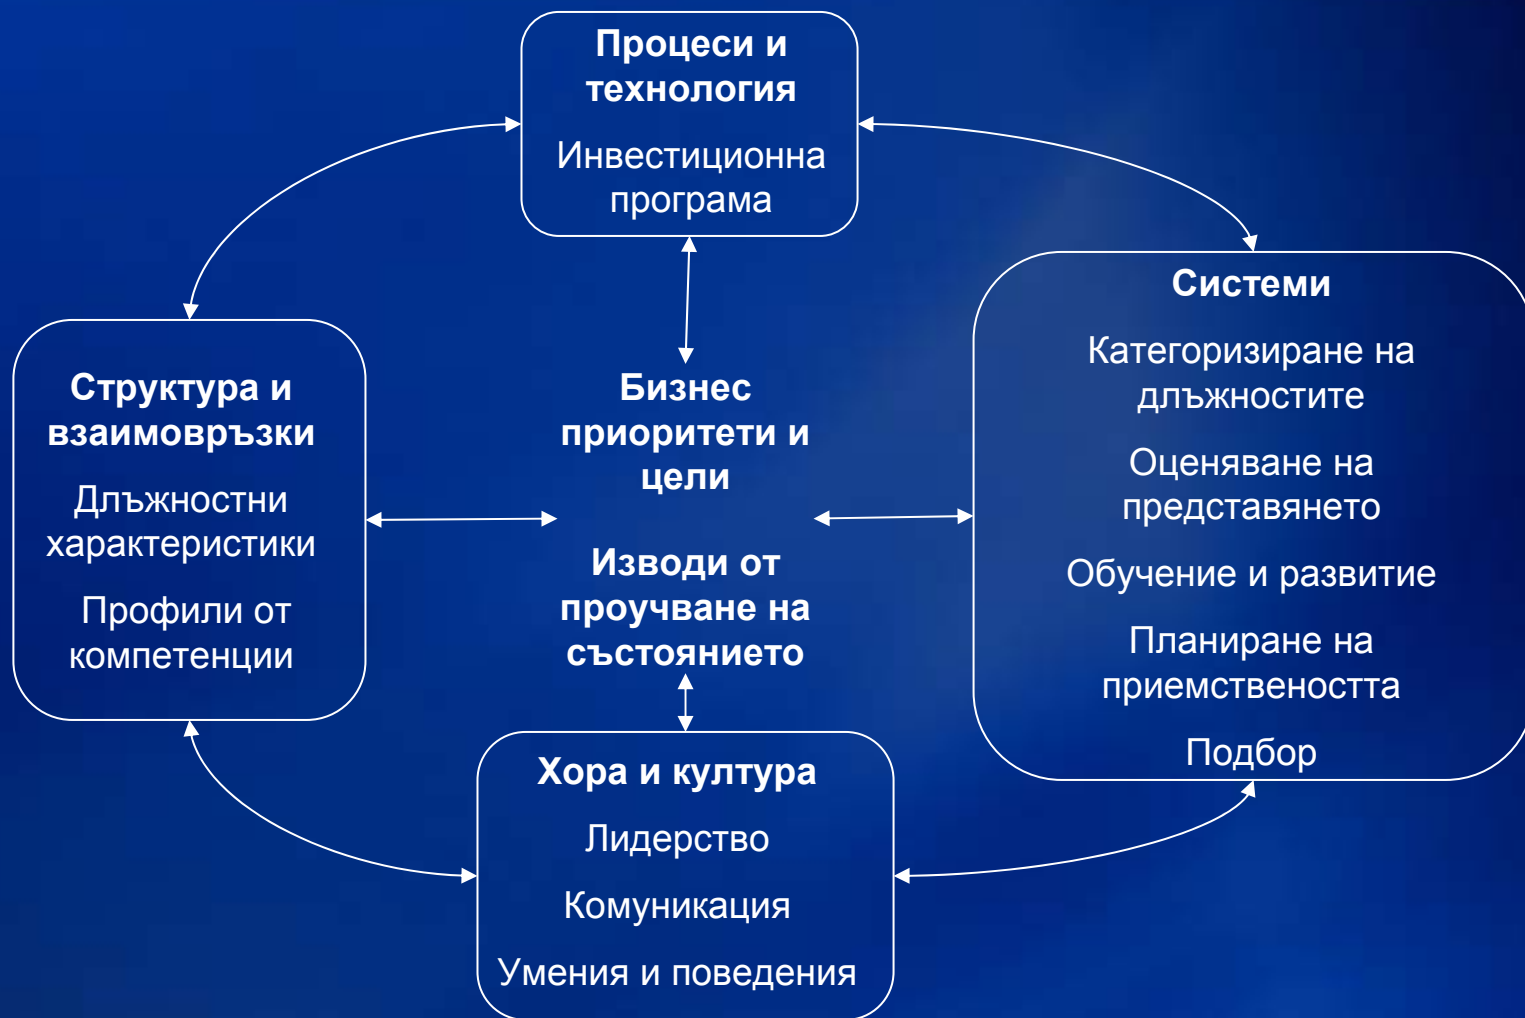 Процеси и
технология
Инвестиционна
програма
Структура и
взаимовръзки
Длъжностни
характеристики
Профили от
компетенции
Бизнес
приоритети и
цели
Изводи от
проучване на
състоянието
Системи
Категоризиране на
длъжностите
Оценяване на
представянето
Обучение и развитие
Планиране на
приемствеността
Подбор
Хора и култура
Лидерство
Комуникация
Умения и поведения